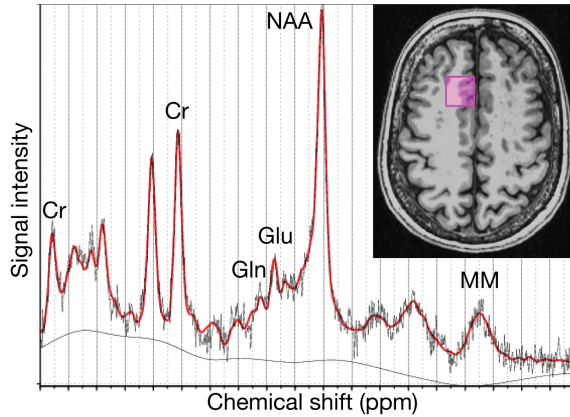 NAA
Cr
Cr
Glu
Gln
MM
Signal intensity
Chemical shift (ppm)